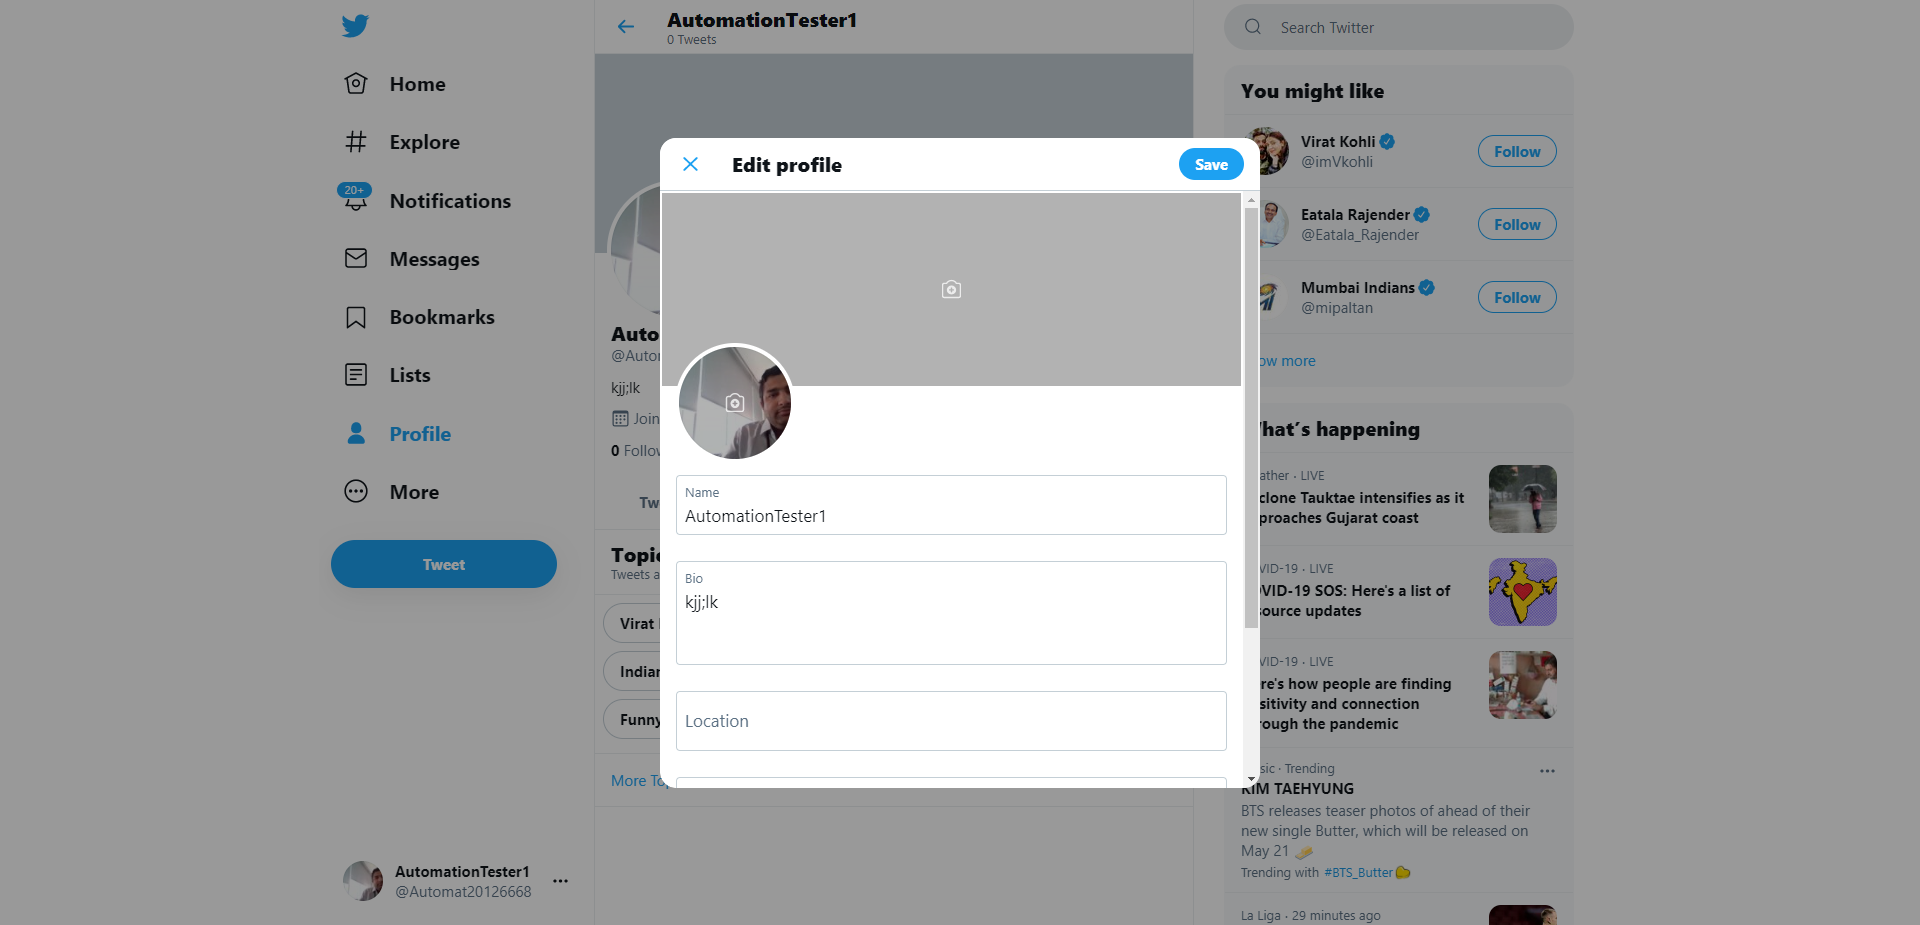 Home
Explore
20+
Notifications
Messages
Bookmarks
Lists
Profile
More
Tweet
AutomationTester1
@Automat20126668
AutomationTester1
0 Tweets
Auto
@Auto
kjj;lk
Join
0 Follo
Tw
Topi
Tweets a
Virat
Indian
Funny
More To
Edit profile
Save
Name
AutomationTester1
Bio
kjj;lk
Location
Search Twitter
You might like
Virat Kohli
@imVkohli
Follow
Eatala Rajender
@Eatala_Rajender
Follow
Mumbai Indians
@mipaltan
Follow
ow more
hat's happening
ather · LIVE
clone Tauktae intensifies as it
proaches Gujarat coast
VID-19 · LIVE
OVID-19 SOS: Here's a list of
source updates
VID-19 · LIVE
re's how people are finding
sitivity and connection
rough the pandemic
sic · Trending
KIM TAEHYUNG
BTS releases teaser photos of ahead of their
new single Butter, which will be released on
May 21
Trending with #BTS_Butter
La Liga · 29 minutes ago